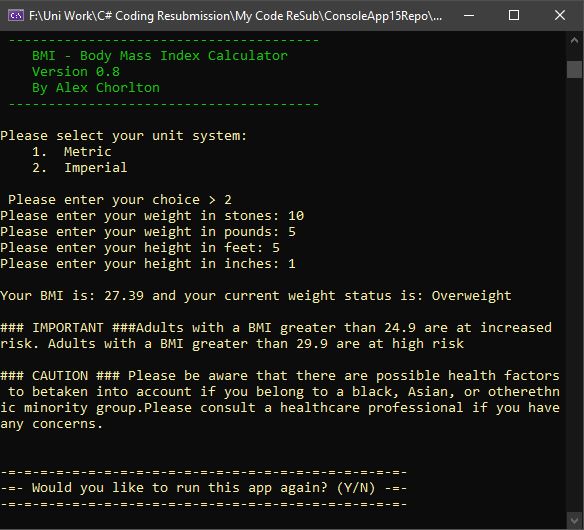 F:\Uni Work\C# Coding Resubmission\My Code ReSub\ConsoleApp15Repo\...
--------------------------------------
BMI - Body Mass Index Calculator
Version 0.8
By Alex Chorlton
--------------------------------------
Please select your unit system:
1. Metric
2. Imperial
Please enter your choice > 2
Please enter your weight in stones: 10
Please enter your weight in pounds: 5
Please enter your height in feet: 5
Please enter your height in inches: 1
Your BMI is: 27.39 and your current weight status is: Overweight
### IMPORTANT ###Adults with a BMI greater than 24.9 are at increased
risk. Adults with a BMI greater than 29.9 are at high risk
### CAUTION ### Please be aware that there are possible health factors
to betaken into account if you belong to a black, Asian, or otherethn
ic minority group.Please consult a healthcare professional if you have
any concerns.
-=-=-=-=-=-=-=-=-=-=-=-=-=-=-=-=-=-=-=-=-=-=-=-=-=-
-=- Would you like to run this app again? (Y/N) -=-
-=-=-=-=-=-=-=-=-=-=-=-=-=-=-=-=-=-=-=-=-=-=-=-=-=-